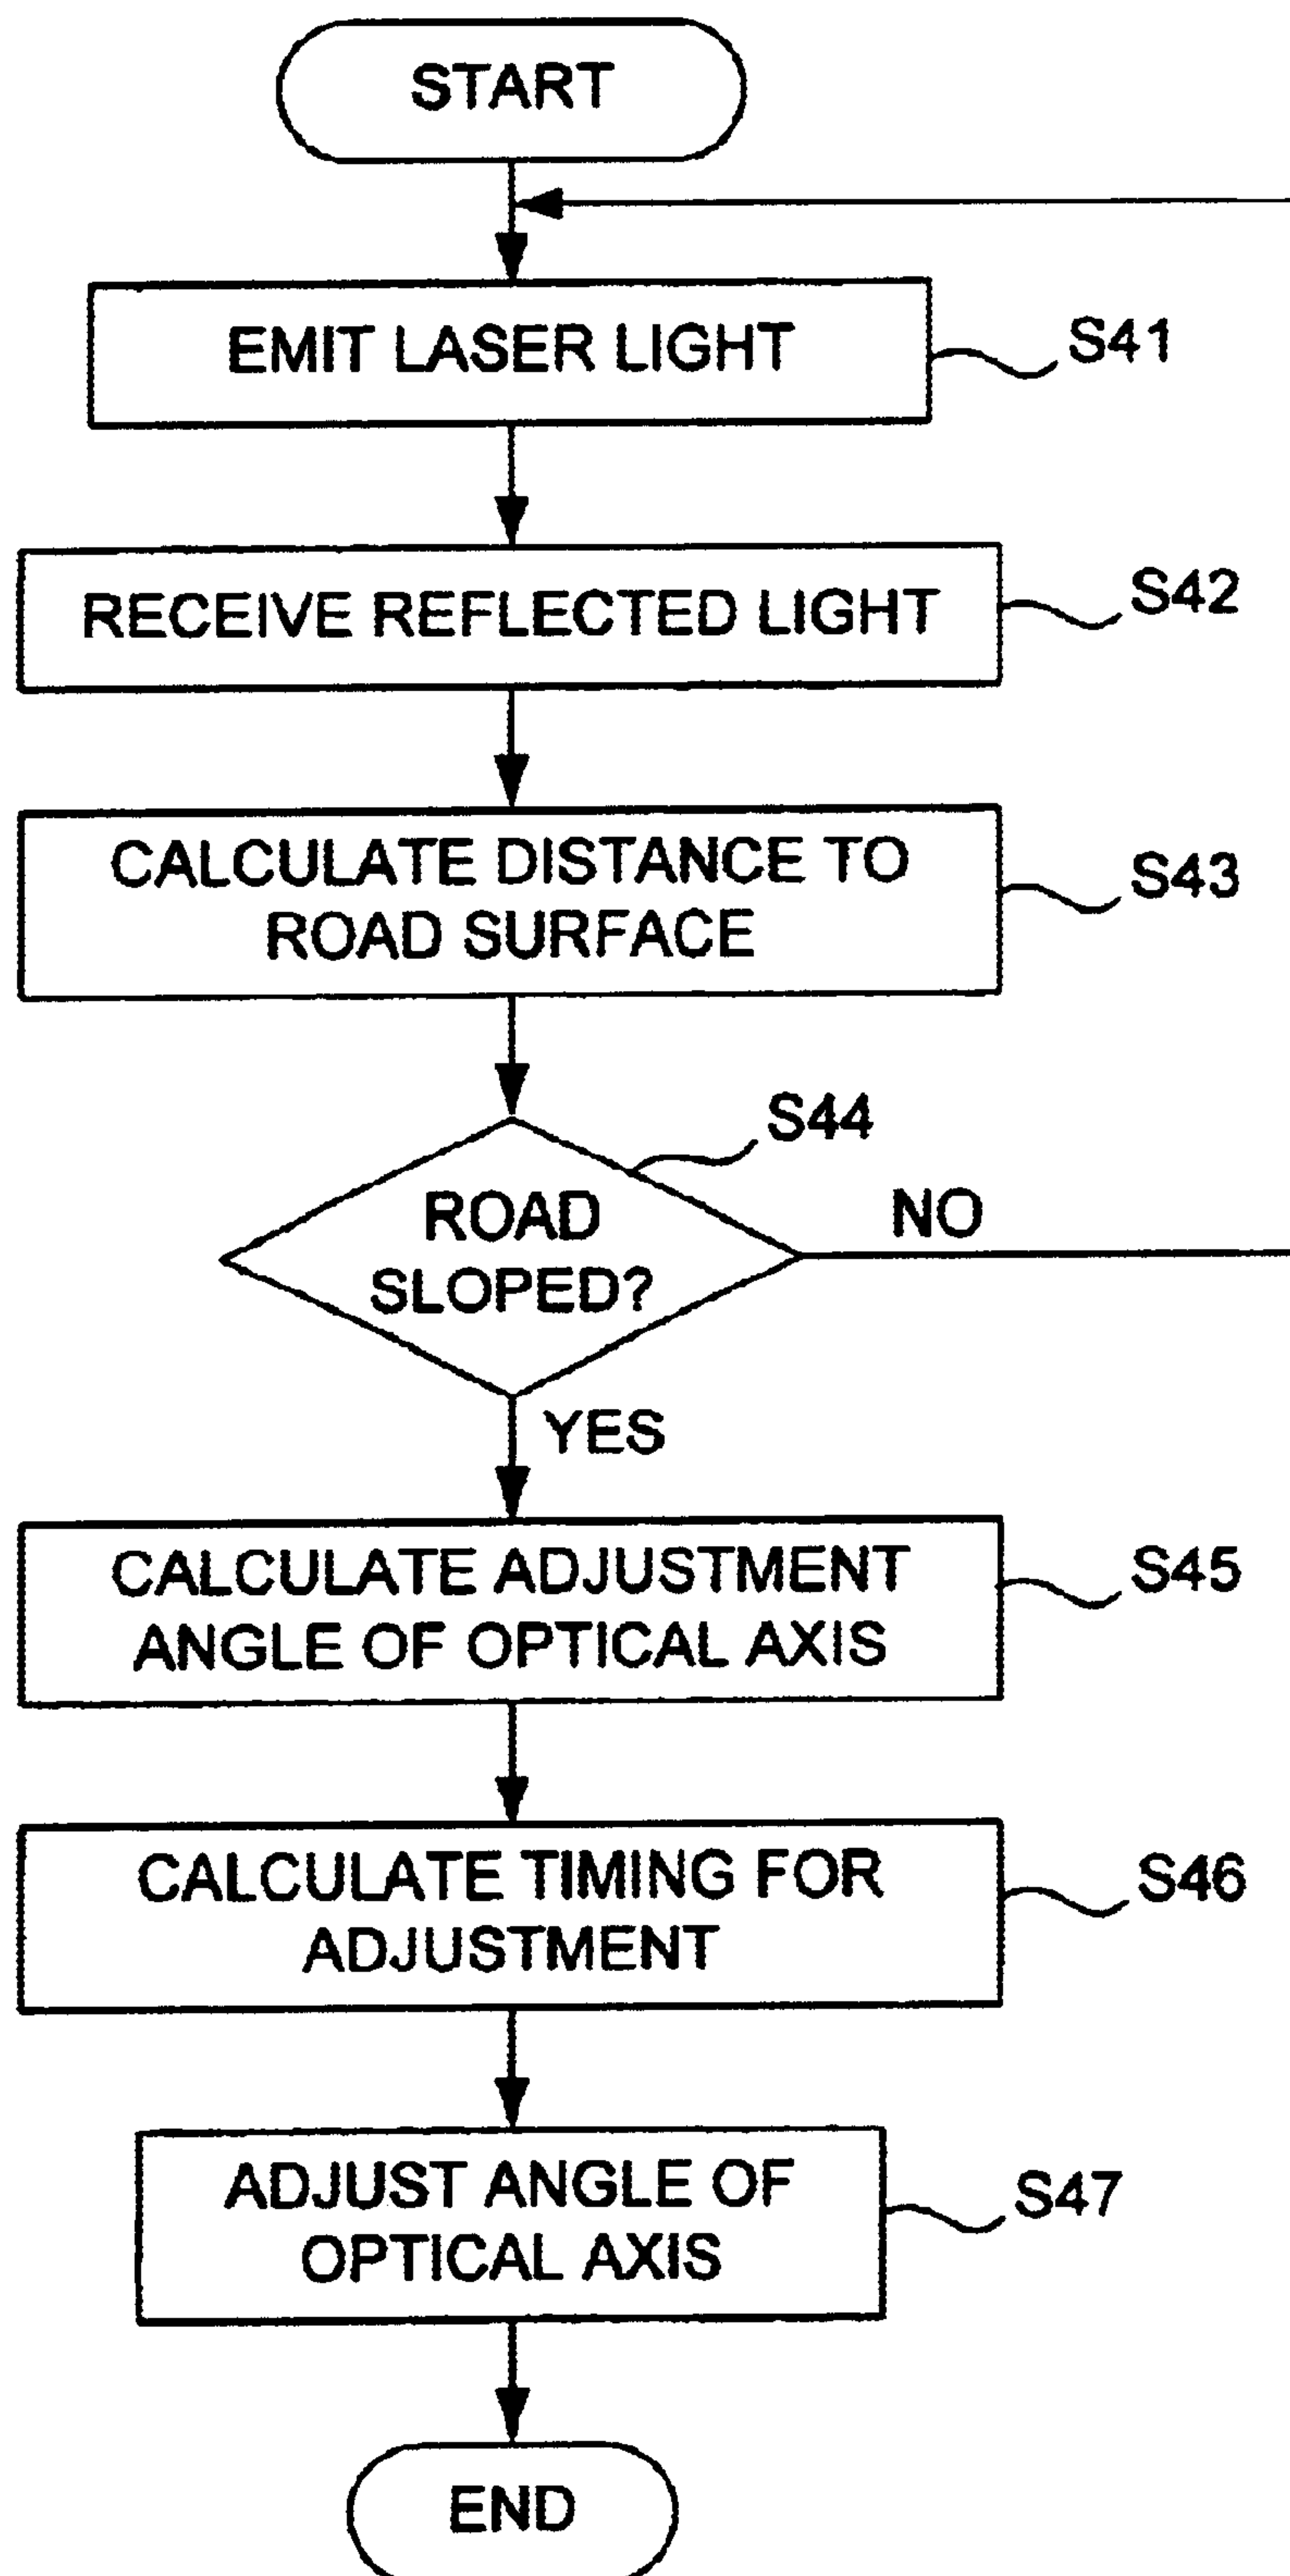 START
EMIT LASER LIGHT
S41
RECEIVE REFLECTED LIGHT
S42
CALCULATE DISTANCE TO
ROAD SURFACE
S43
S44
ROAD
SLOPED?
NO
YES
CALCULATE ADJUSTMENT
ANGLE OF OPTICAL AXIS
S45
CALCULATE TIMING FOR
ADJUSTMENT
S46
ADJUST ANGLE OF
OPTICAL AXIS
S47
END